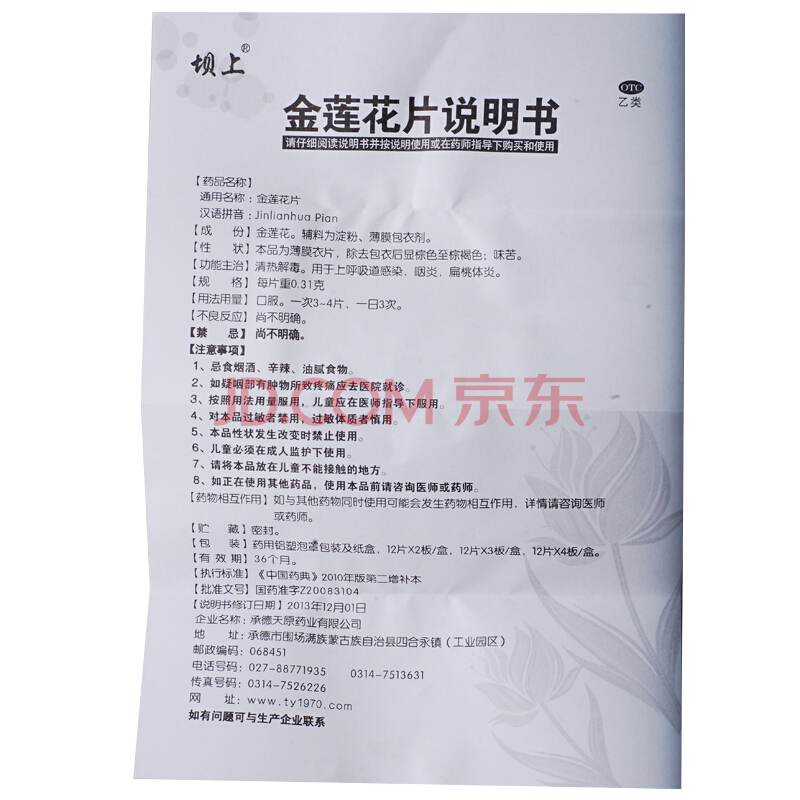 坝上®
OTC
乙类
金莲花片说明书
请仔细阅读说明书并按说明使用或在药师指导下购买和使用
【药品名称】
通用名称：金莲花片
汉语拼音：Jinlianhua Pian
【成 份】金莲花。辅料为淀粉、薄膜包衣剂。
【性 状】本品为薄膜衣片，除去包衣后显棕色至棕褐色；味苦。
【功能主治】清热解毒。用于上呼吸道感染，咽炎，扁桃体炎。
【规 格】每片重0.31克
【用法用量】口服。一次3~4片，一日3次。
【不良反应】尚不明确。
【禁 忌】尚不明确。
【注意事项】
1、忌食烟酒、辛辣、油腻食物。
2、如疑咽部有肿物所致疼痛应去医院就诊。
3、按照用法用量服用，儿童应在医师指导下服用。
4、对本品过敏者禁用，过敏体质者慎用。
5、本品性状发生改变时禁止使用。
6、儿童必须在成人监护下使用。
7、请将本品放在儿童不能接触的地方。
8、如正在使用其他药品，使用本品前请咨询医师或药师。
【药物相互作用】如与其他药物同时使用可能会发生药物相互作用，详情请咨询医师
或药师。
【贮 藏】密封。
【包 装】药用铝塑泡罩包装及纸盒，12片X2板/盒，12片X3板/盒，12片X4板/盒。
【有 效 期】36个月。
【执行标准】《中国药典》2010年版第二增补本
【批准文号】国药准字Z20083104
【说明书修订日期】2013年12月01日
企业名称：承德天原药业有限公司
地 址：承德市围场满族蒙古族自治县四合永镇（工业园区）
邮政编码：068451
电话号码：027-88771935 0314-7513631
传真号码：0314-7526226
网 址：www.ty1970.com
如有问题可与生产企业联系
JD.COM 京东